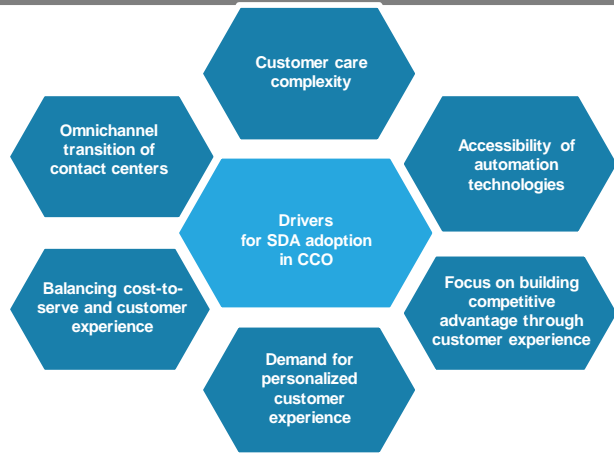 Customer care
complexity
Omnichannel
transition of
contact centers
Accessibility of
automation
technologies
Drivers
for SDA adoption
in CCO
Balancing cost-to-
serve and customer
experience
Focus on building
competitive
advantage through
customer experience
Demand for
personalized
customer
experience